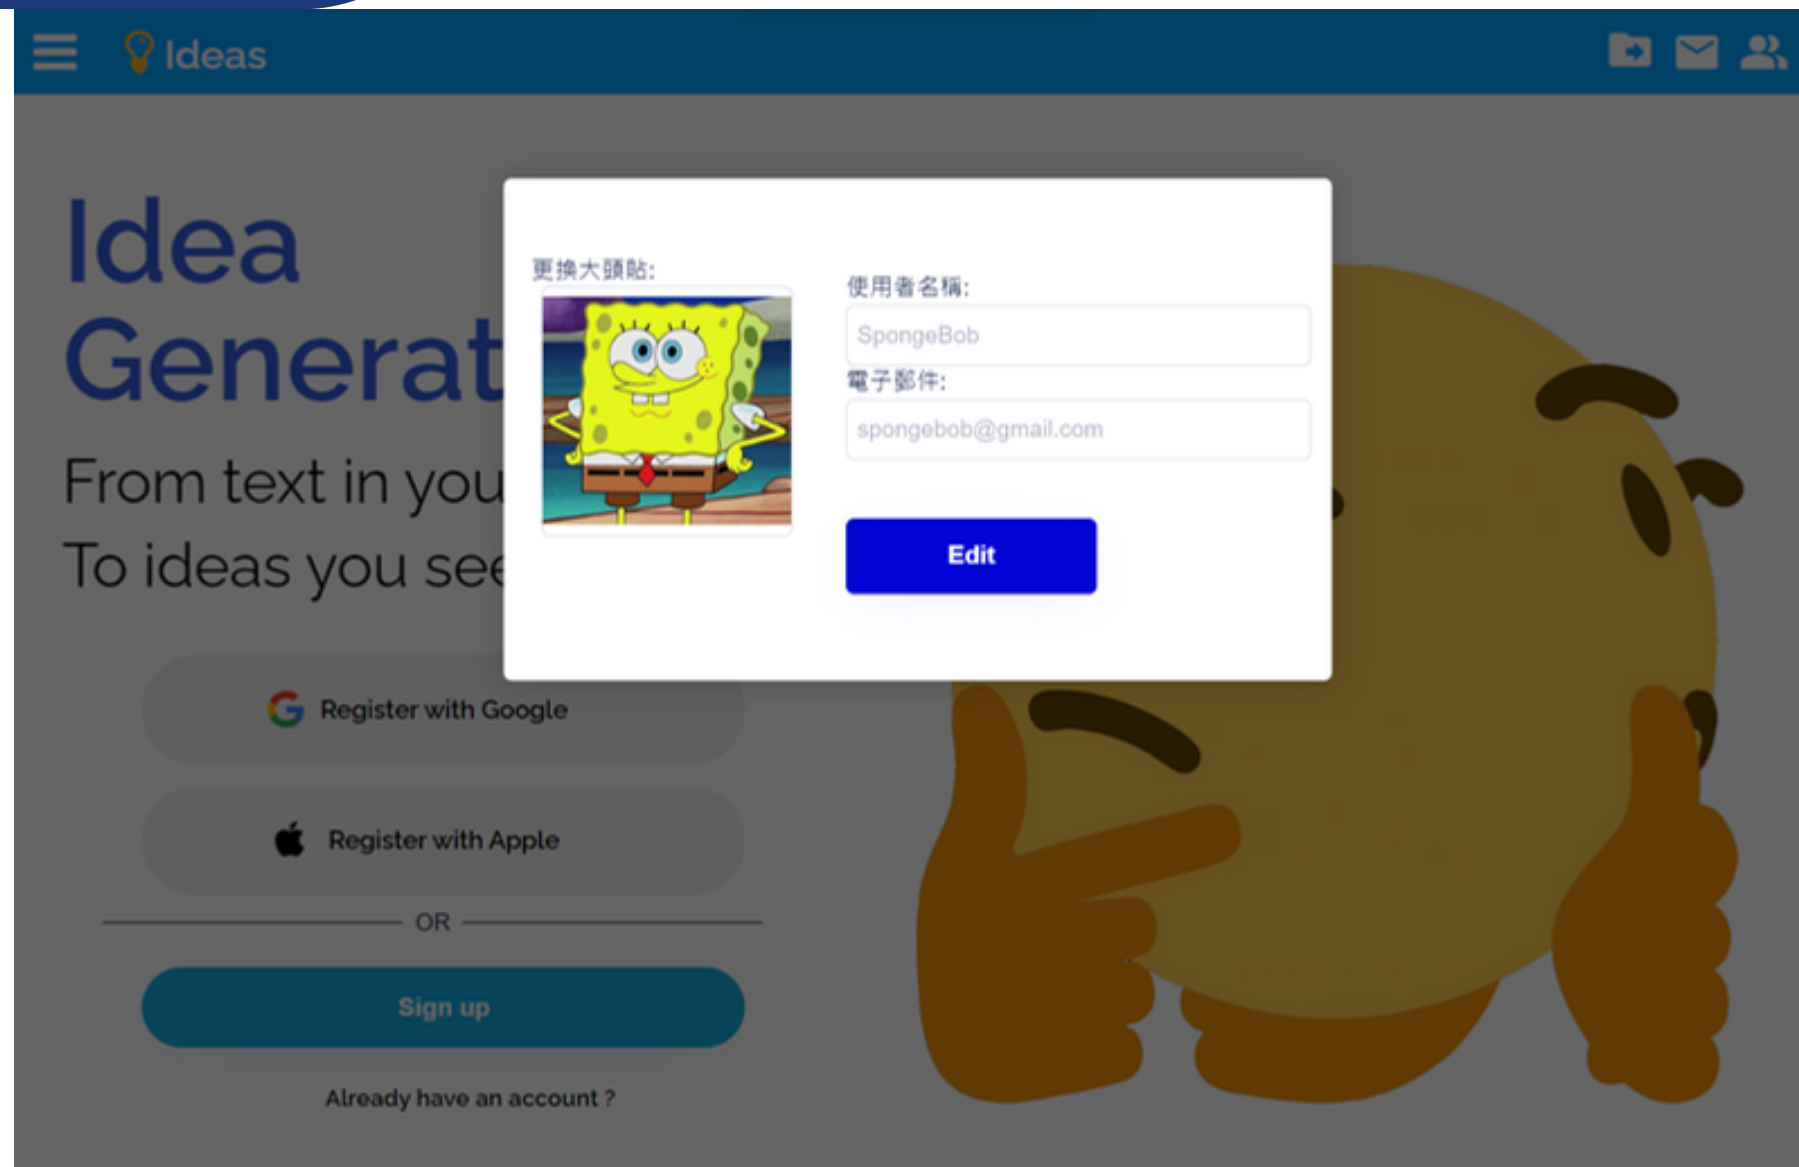 Ideas
Idea
Generat
From text in you
To ideas you see
更換大頭貼:
使用者名稱:
SpongeBob
電子郵件:
spongebob@gmail.com
Edit
Register with Google
Register with Apple
OR
Sign up
Already have an account ?